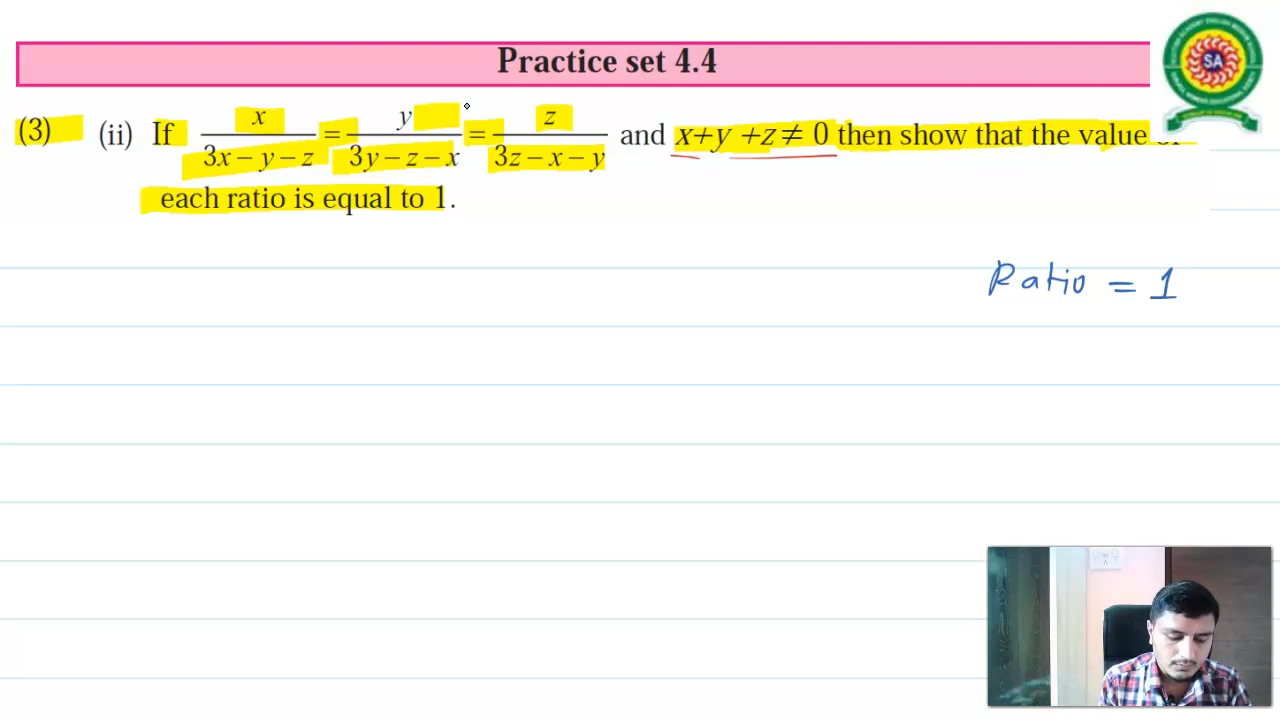 Practice set 4.4
SA
(3) (ii) If x/(3x − y − z) = y/(3y − z − x) = z/(3z − x − y) and x+y +z ≠ 0 then show that the value
each ratio is equal to 1.
Ratio = 1